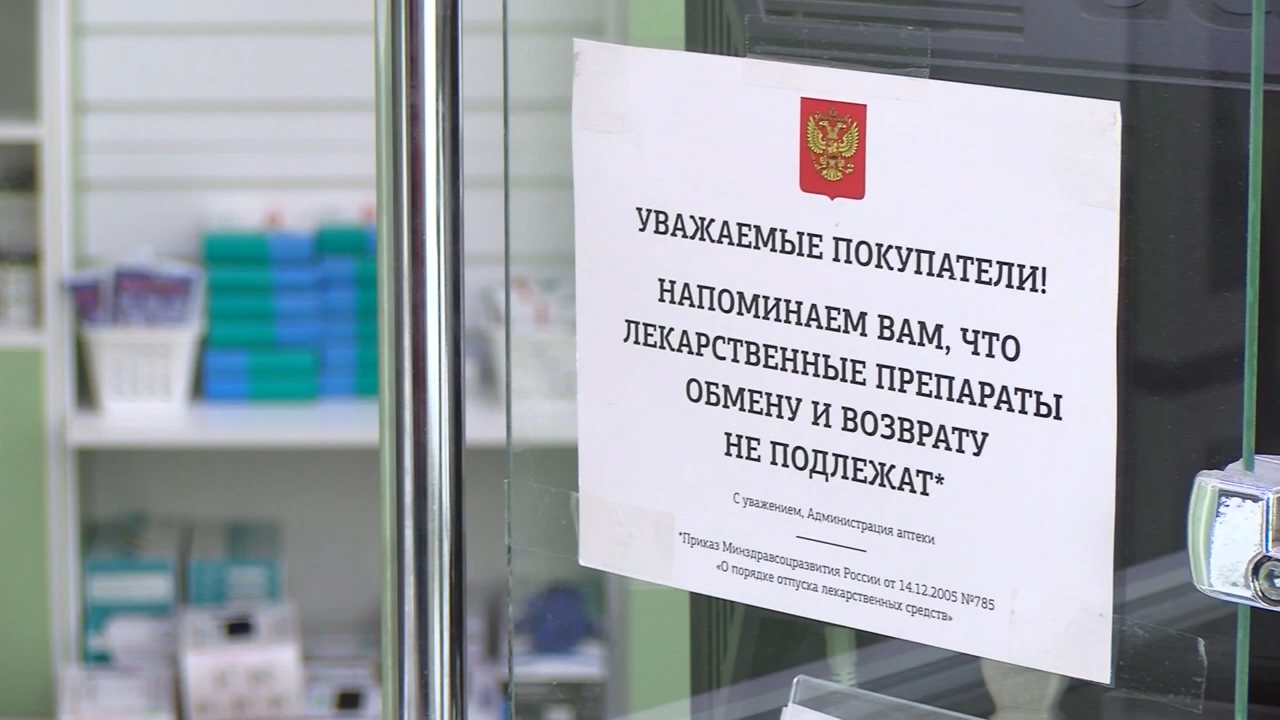 УВАЖАЕМЫЕ ПОКУПАТЕЛИ!
НАПОМИНАЕМ ВАМ, ЧТО
ЛЕКАРСТВЕННЫЕ ПРЕПАРАТЫ
ОБМЕНУ И ВОЗВРАТУ
НЕ ПОДЛЕЖАТ*
С уважением, Администрация аптеки
*Приказ Минздравсоцразвития России от 14.12.2005 №785
«О порядке отпуска лекарственных средств»